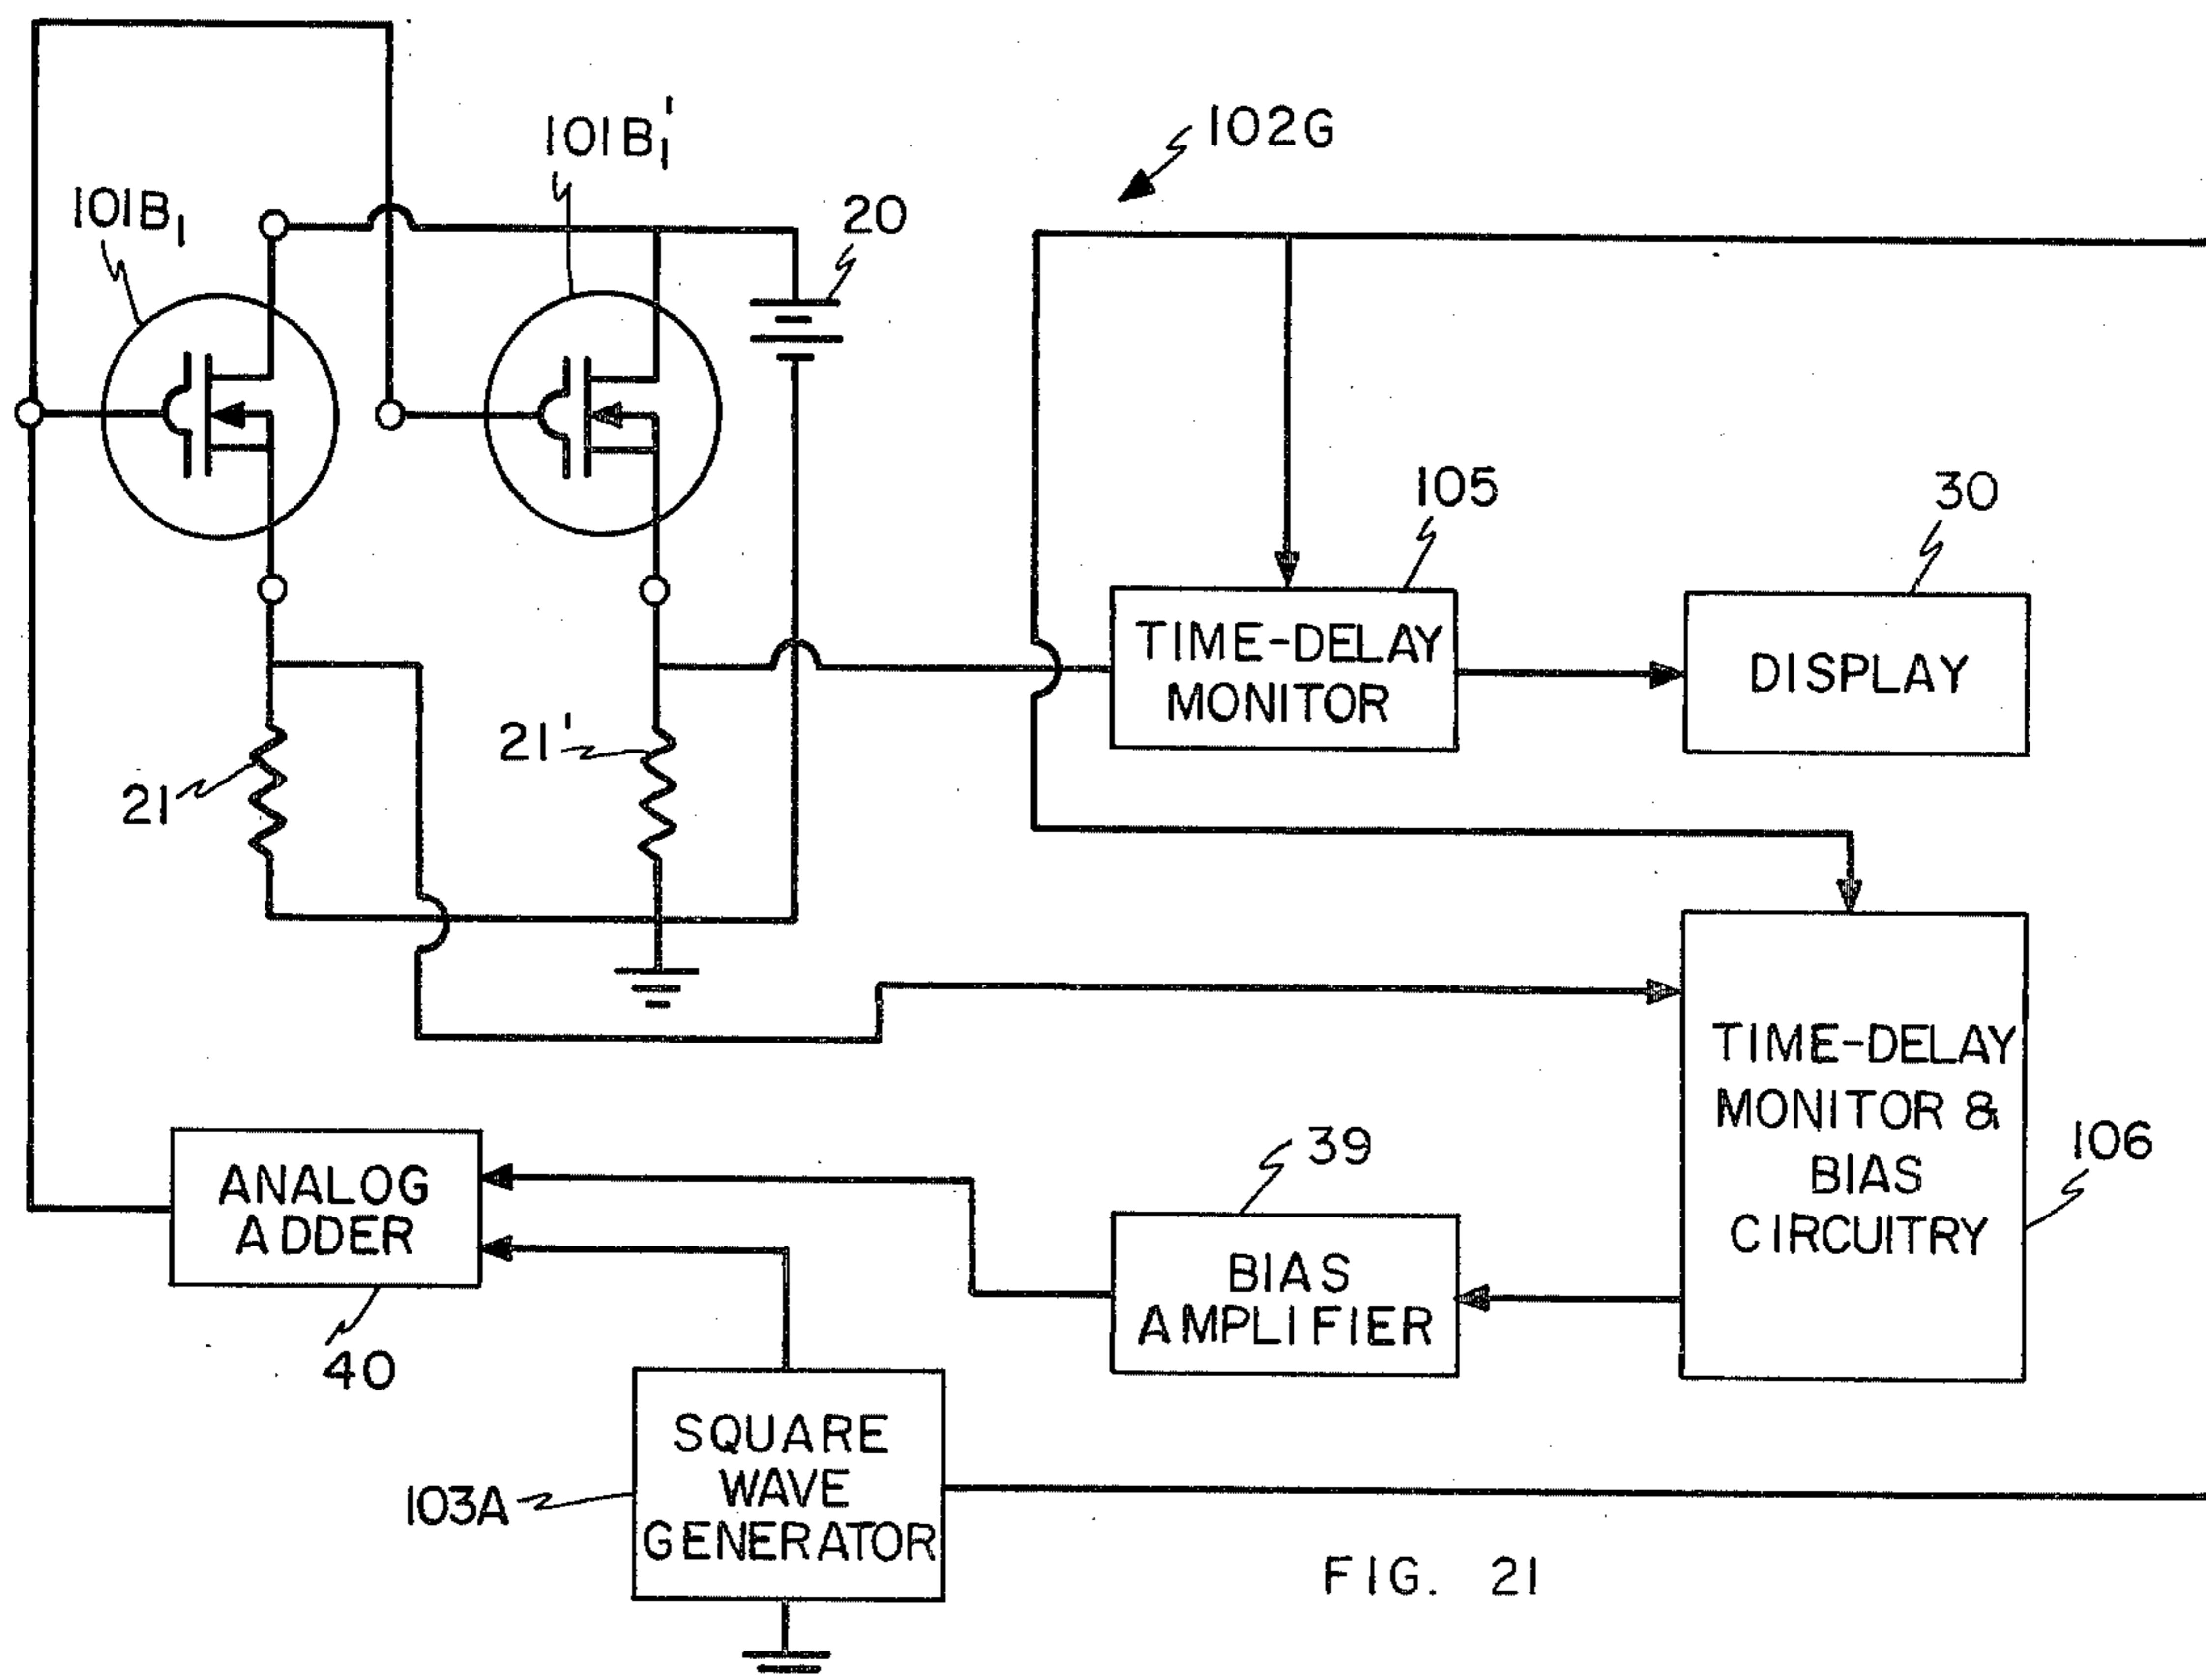 101B₁
101B₁'
102G
20
105
30
TIME-DELAY
MONITOR
DISPLAY
21
21'
TIME-DELAY
MONITOR &
BIAS
CIRCUITRY
106
ANALOG
ADDER
40
39
BIAS
AMPLIFIER
SQUARE
WAVE
GENERATOR
103A
FIG. 21